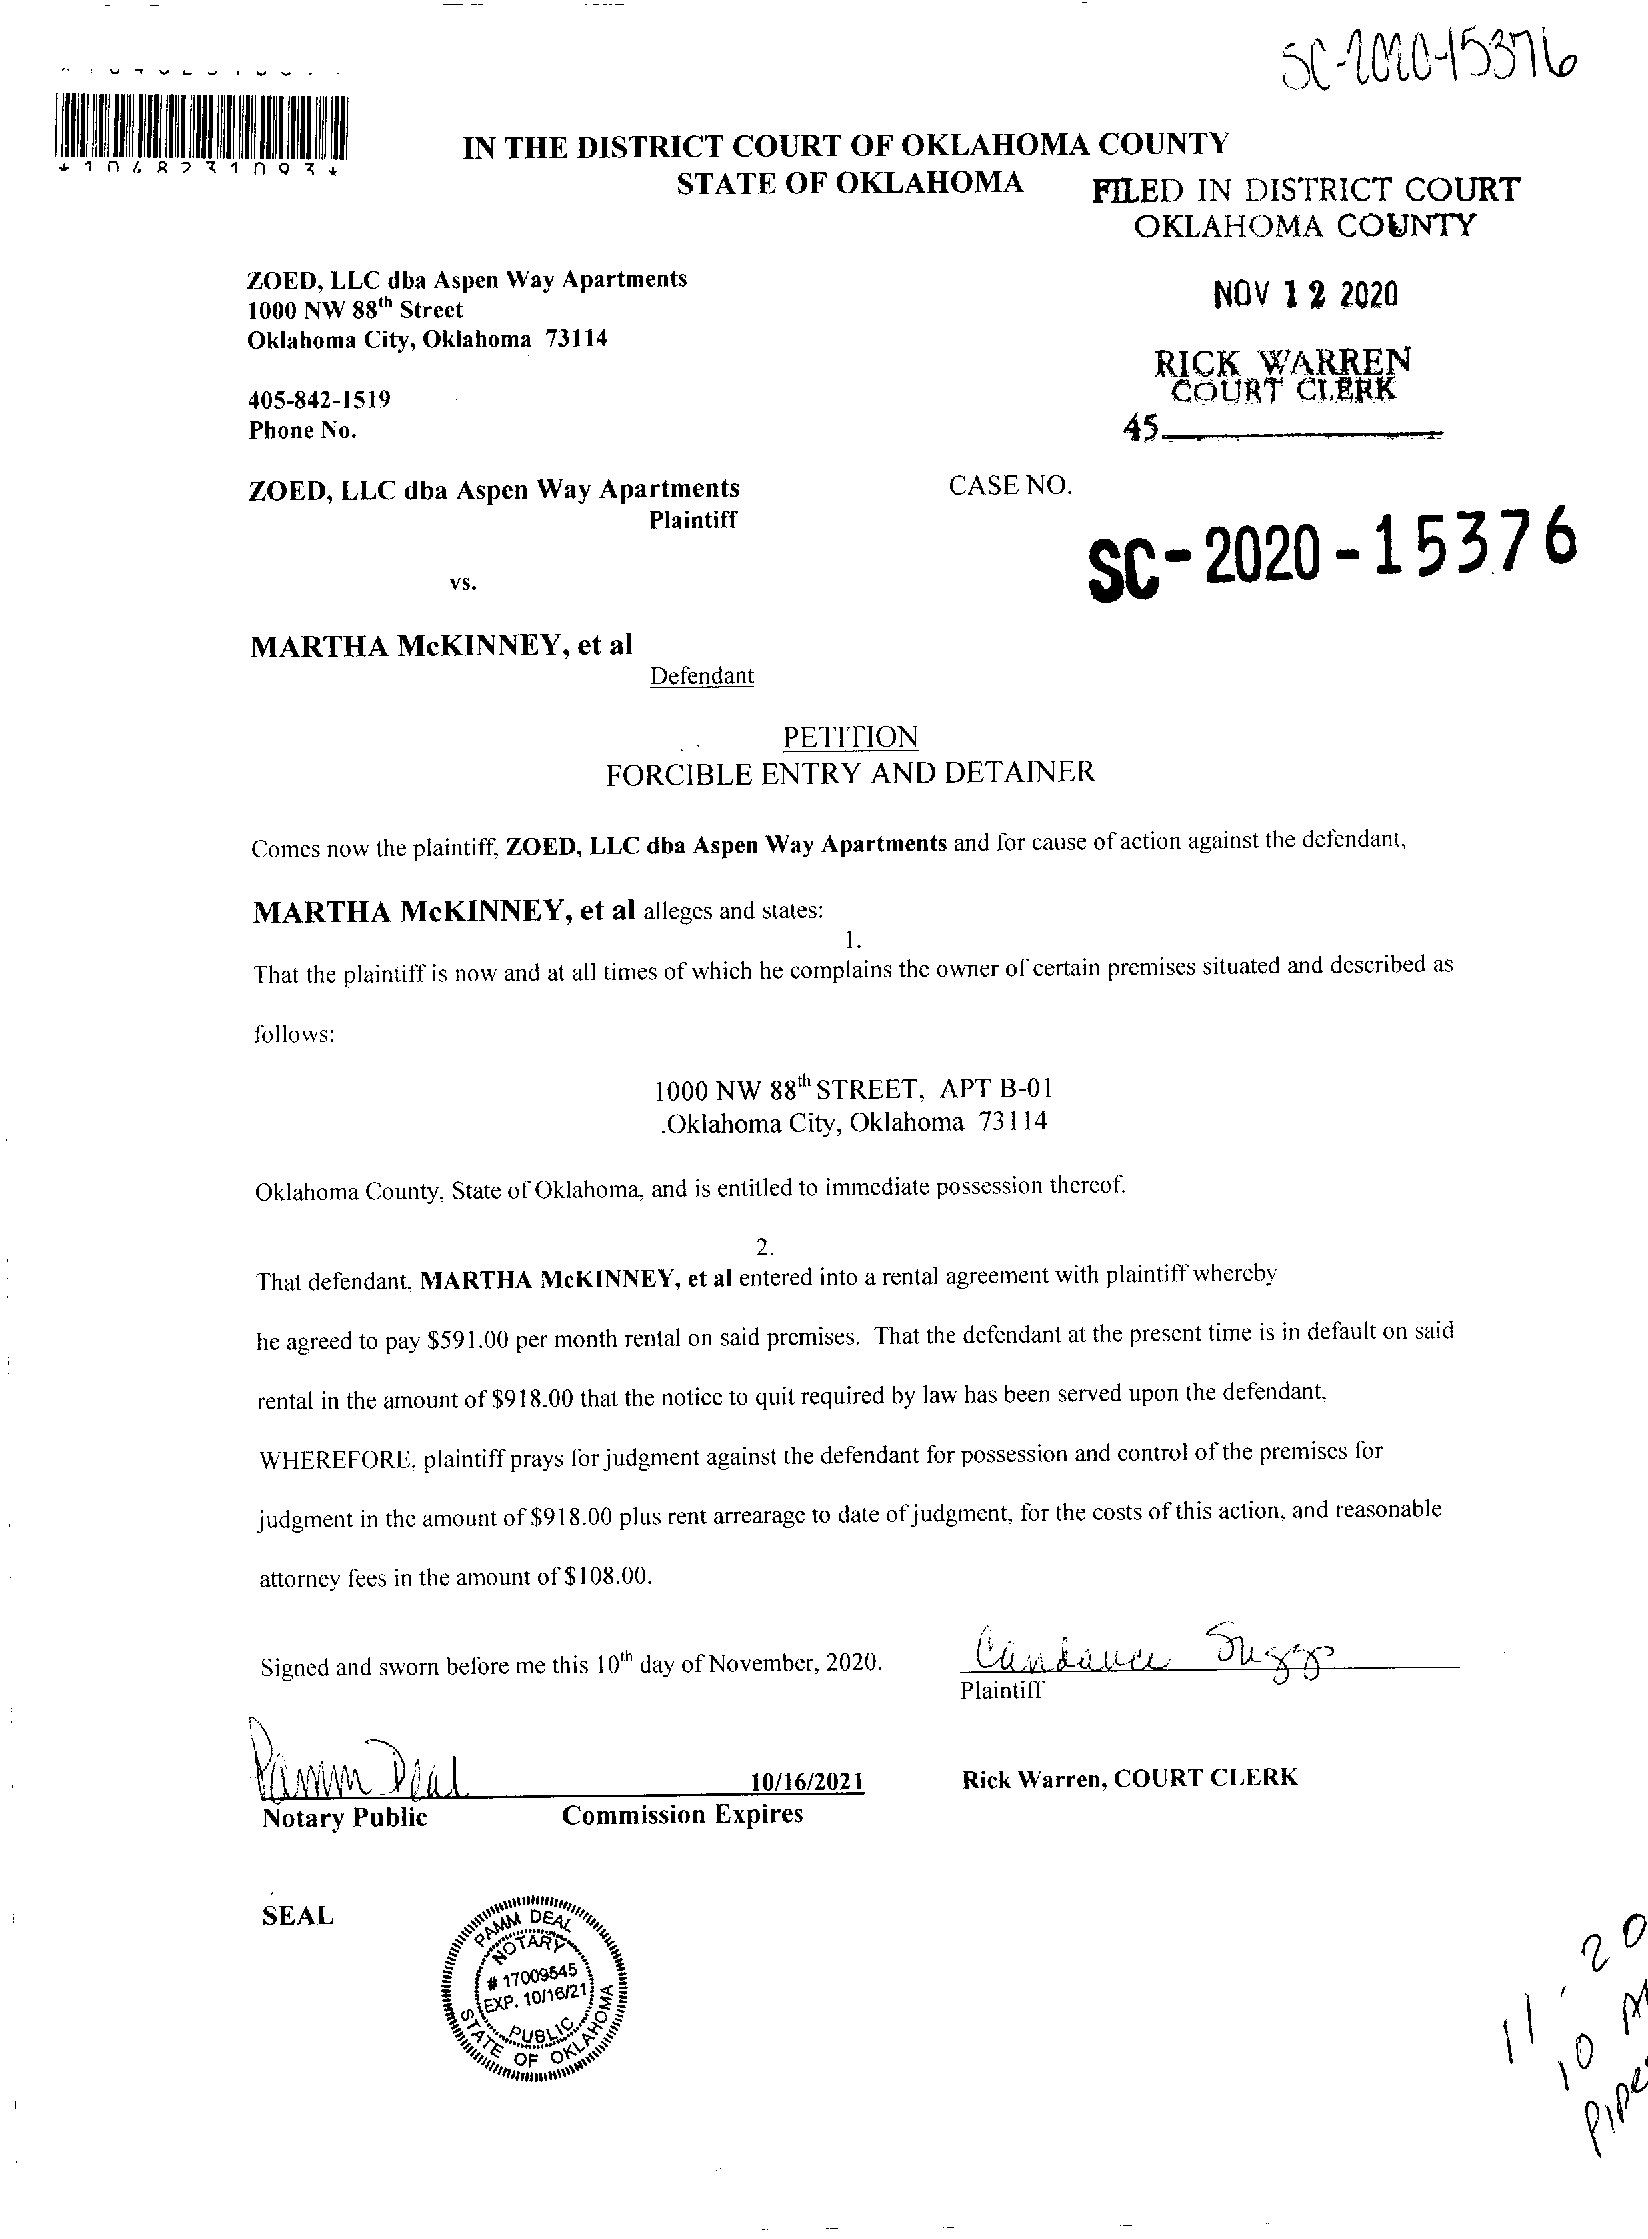 SC-2020-15376
*1068231093*
IN THE DISTRICT COURT OF OKLAHOMA COUNTY
STATE OF OKLAHOMA
FILED IN DISTRICT COURT
OKLAHOMA COUNTY
ZOED, LLC dba Aspen Way Apartments
1000 NW 88th Street
Oklahoma City, Oklahoma 73114
NOV 12 2020
RICK WARREN
COURT CLERK
405-842-1519
Phone No.
45
ZOED, LLC dba Aspen Way Apartments
Plaintiff
CASE NO.
SC-2020-15376
vs.
MARTHA McKINNEY, et al
Defendant
PETITION
FORCIBLE ENTRY AND DETAINER
Comes now the plaintiff, ZOED, LLC dba Aspen Way Apartments and for cause of action against the defendant,
MARTHA McKINNEY, et al alleges and states:
1.
That the plaintiff is now and at all times of which he complains the owner of certain premises situated and described as
follows:
1000 NW 88th STREET, APT B-01
.Oklahoma City, Oklahoma 73114
Oklahoma County, State of Oklahoma, and is entitled to immediate possession thereof.
2.
That defendant, MARTHA McKINNEY, et al entered into a rental agreement with plaintiff whereby
he agreed to pay $591.00 per month rental on said premises. That the defendant at the present time is in default on said
rental in the amount of $918.00 that the notice to quit required by law has been served upon the defendant.
WHEREFORE, plaintiff prays for judgment against the defendant for possession and control of the premises for
judgment in the amount of $918.00 plus rent arrearage to date of judgment, for the costs of this action, and reasonable
attorney fees in the amount of $108.00.
Signed and sworn before me this 10th day of November, 2020.
Candance Suggs
Plaintiff
Pamm Deal
10/16/2021
Rick Warren, COURT CLERK
Notary Public Commission Expires
SEAL
PAMM DEAL
NOTARY
# 17009545
EXP. 10/16/21
PUBLIC
STATE OF OKLAHOMA
11-20
10